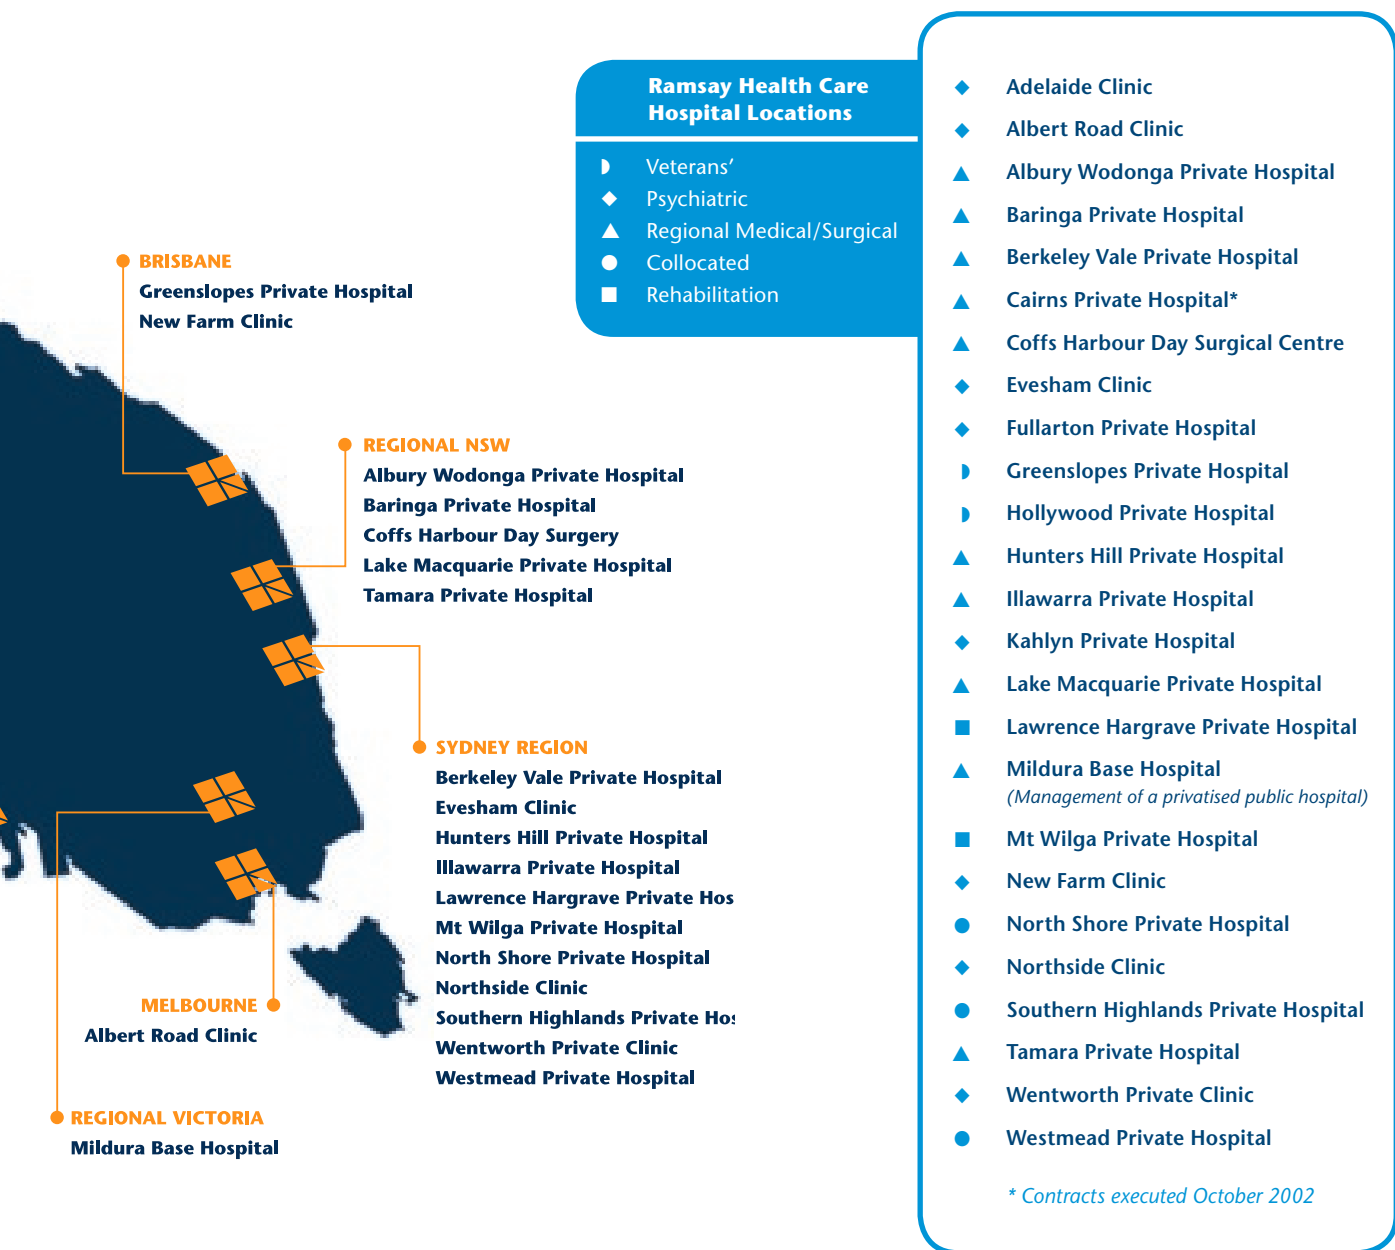 Ramsay Health Care
Hospital Locations
Veterans’
Psychiatric
Regional Medical/Surgical
Collocated
Rehabilitation
BRISBANE
Greenslopes Private Hospital
New Farm Clinic
REGIONAL NSW
Albury Wodonga Private Hospital
Baringa Private Hospital
Coffs Harbour Day Surgery
Lake Macquarie Private Hospital
Tamara Private Hospital
SYDNEY REGION
Berkeley Vale Private Hospital
Evesham Clinic
Hunters Hill Private Hospital
Illawarra Private Hospital
Lawrence Hargrave Private Hos
Mt Wilga Private Hospital
North Shore Private Hospital
Northside Clinic
Southern Highlands Private Hos
Wentworth Private Clinic
Westmead Private Hospital
MELBOURNE
Albert Road Clinic
REGIONAL VICTORIA
Mildura Base Hospital
Adelaide Clinic
Albert Road Clinic
Albury Wodonga Private Hospital
Baringa Private Hospital
Berkeley Vale Private Hospital
Cairns Private Hospital*
Coffs Harbour Day Surgical Centre
Evesham Clinic
Fullarton Private Hospital
Greenslopes Private Hospital
Hollywood Private Hospital
Hunters Hill Private Hospital
Illawarra Private Hospital
Kahlyn Private Hospital
Lake Macquarie Private Hospital
Lawrence Hargrave Private Hospital
Mildura Base Hospital
(Management of a privatised public hospital)
Mt Wilga Private Hospital
New Farm Clinic
North Shore Private Hospital
Northside Clinic
Southern Highlands Private Hospital
Tamara Private Hospital
Wentworth Private Clinic
Westmead Private Hospital
* Contracts executed October 2002